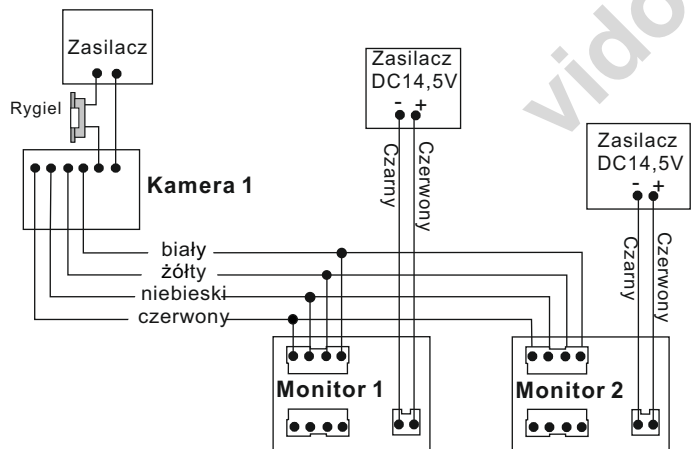 Zasilacz
Rygiel
Kamera 1
Zasilacz
DC14,5V
- +
Czarny
Czerwony
Zasilacz
DC14,5V
- +
Czarny
Czerwony
biały
żółty
niebieski
czerwony
Monitor 1
Monitor 2
vido